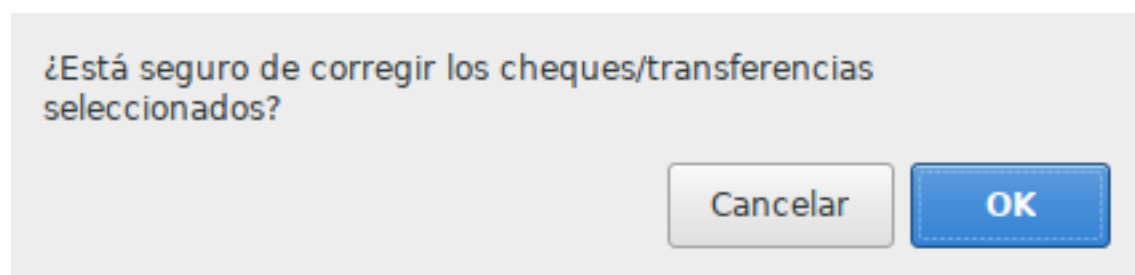 ¿Está seguro de corregir los cheques/transferencias
seleccionados?
Cancelar
OK